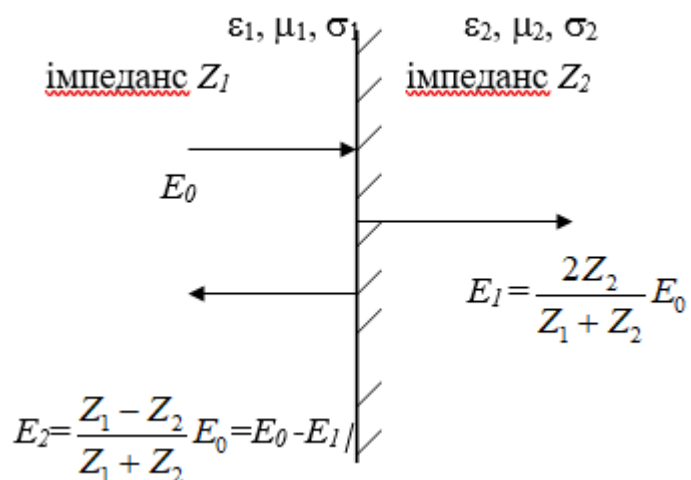 ε₁, μ₁, σ₁
імпеданс Z₁
ε₂, μ₂, σ₂
імпеданс Z₂
E₀
E₁ = 2Z₂ / (Z₁ + Z₂) E₀
E₂ = (Z₁ − Z₂) / (Z₁ + Z₂) E₀ = E₀ - E₁